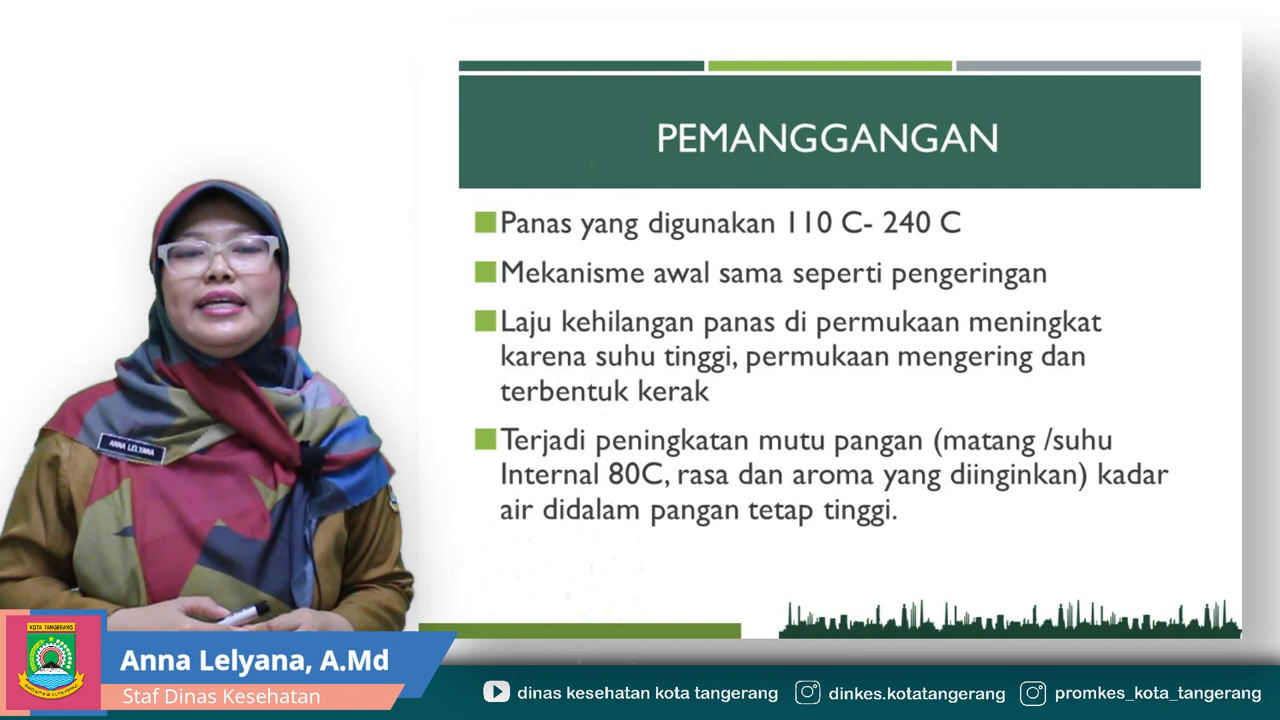 PEMANGGANGAN
Panas yang digunakan 110 C- 240 C
Mekanisme awal sama seperti pengeringan
Laju kehilangan panas di permukaan meningkat
karena suhu tinggi, permukaan mengering dan
terbentuk kerak
Terjadi peningkatan mutu pangan (matang /suhu
Internal 80C, rasa dan aroma yang diinginkan) kadar
air didalam pangan tetap tinggi.
ANNA LELYANA
KOTA TANGERANG
Anna Lelyana, A.Md
Staf Dinas Kesehatan
dinas kesehatan kota tangerang
dinkes.kotatangerang
promkes_kota_tangerang